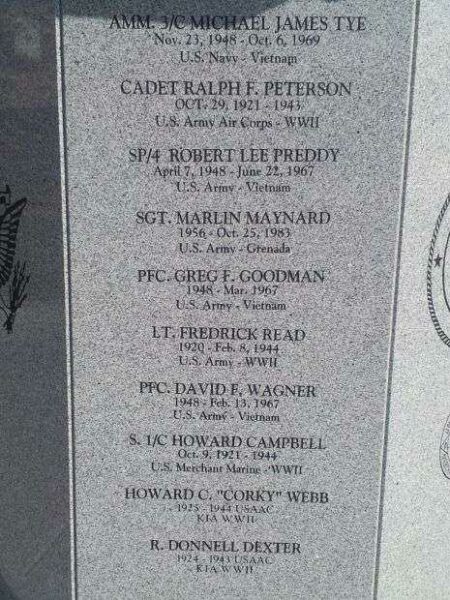 AMM. 3/C MICHAEL JAMES TYE
Nov. 23, 1948 - Oct. 6, 1969
U.S. Navy - Vietnam
CADET RALPH F. PETERSON
OCT. 29, 1921 - 1943
U.S. Army Air Corps - WWII
SP/4 ROBERT LEE PREDDY
April 7, 1948 - June 22, 1967
U.S. Army - Vietnam
SGT. MARLIN MAYNARD
1956 - Oct. 25, 1983
U.S. Army - Grenada
PFC. GREG F. GOODMAN
1948 - Mar. 1967
U.S. Army - Vietnam
LT. FREDRICK READ
1920 - Feb. 8, 1944
U.S. Army - WWII
PFC. DAVID F. WAGNER
1948 - Feb. 13, 1967
U.S. Army - Vietnam
S. 1/C HOWARD CAMPBELL
Oct. 9, 1921 - 1944
U.S. Merchant Marine - WWII
HOWARD C. "CORKY" WEBB
1925 - 1944 USAAC
KIA WWII
R. DONNELL DEXTER
1924 - 1943 USAAC
KIA WWII